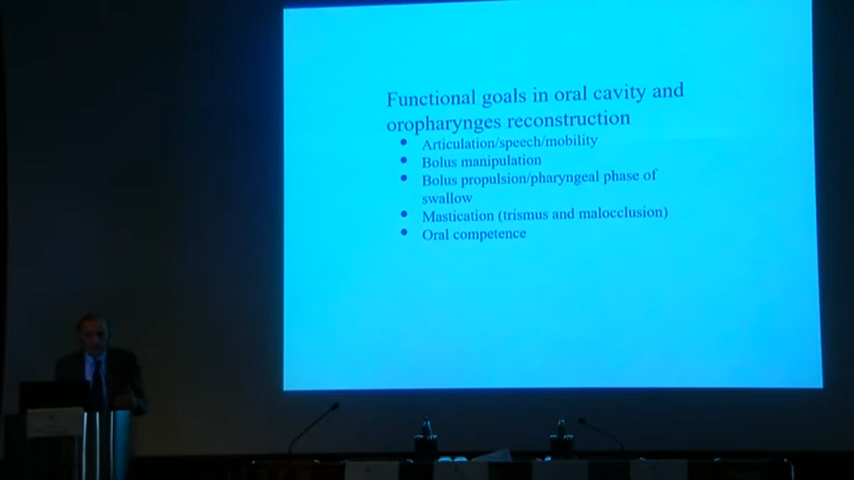 Functional goals in oral cavity and
oropharynges reconstruction
• Articulation/speech/mobility
• Bolus manipulation
• Bolus propulsion/pharyngeal phase of
swallow
• Mastication (trismus and malocclusion)
• Oral competence